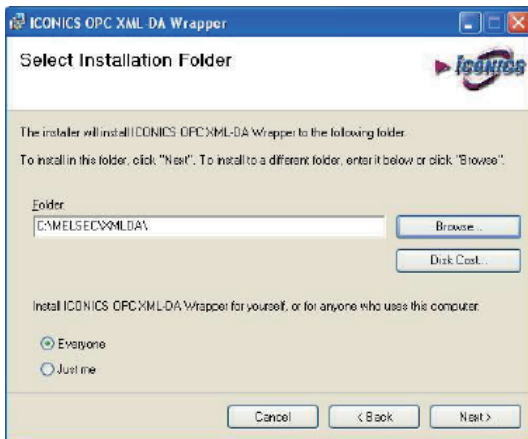 ICONICS OPC XML-DA Wrapper
Select Installation Folder
ICONICS
The installer will install ICONICS OPC XML-DA Wrapper to the following folder.
To install in this folder, click "Next". To install to a different folder, enter it below or click "Browse".
Folder:
C:\MELSEC\XMLDA\
Browse...
Disk Cost...
Install ICONICS OPC XML-DA Wrapper for yourself, or for anyone who uses this computer:
Everyone
Just me
Cancel
< Back
Next >